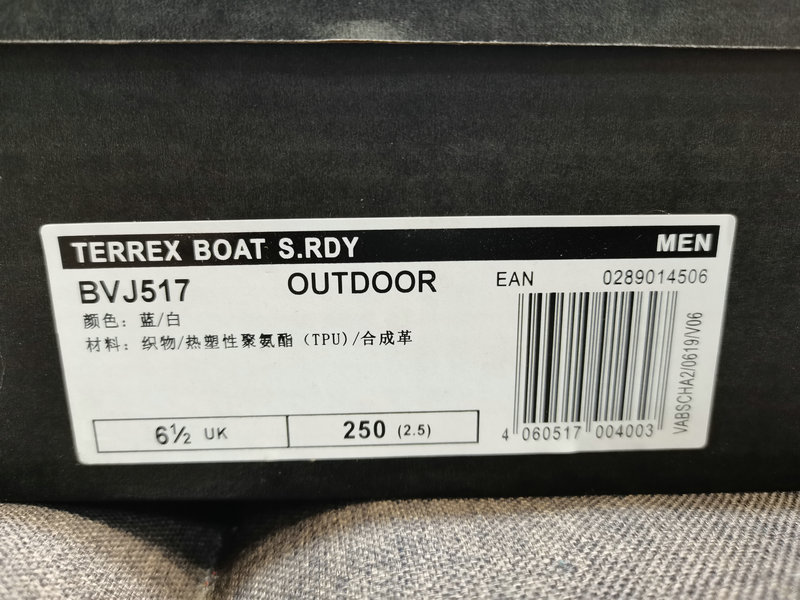 TERREX BOAT S.RDY MEN
BVJ517 OUTDOOR EAN 0289014506
颜色：蓝/白
材料：织物/热塑性聚氨酯（TPU)/合成革
6½ UK 250 (2.5)
4 060517 004003
VABSCHA2/0619/V06